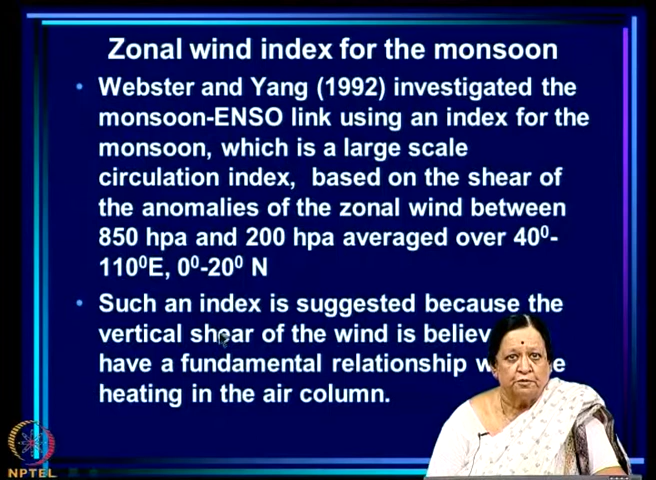 Zonal wind index for the monsoon
• Webster and Yang (1992) investigated the
monsoon-ENSO link using an index for the
monsoon, which is a large scale
circulation index, based on the shear of
the anomalies of the zonal wind between
850 hpa and 200 hpa averaged over 40⁰-
110⁰E, 0⁰-20⁰ N
• Such an index is suggested because the
vertical shear of the wind is believ
have a fundamental relationship w e
heating in the air column.
NPTEL